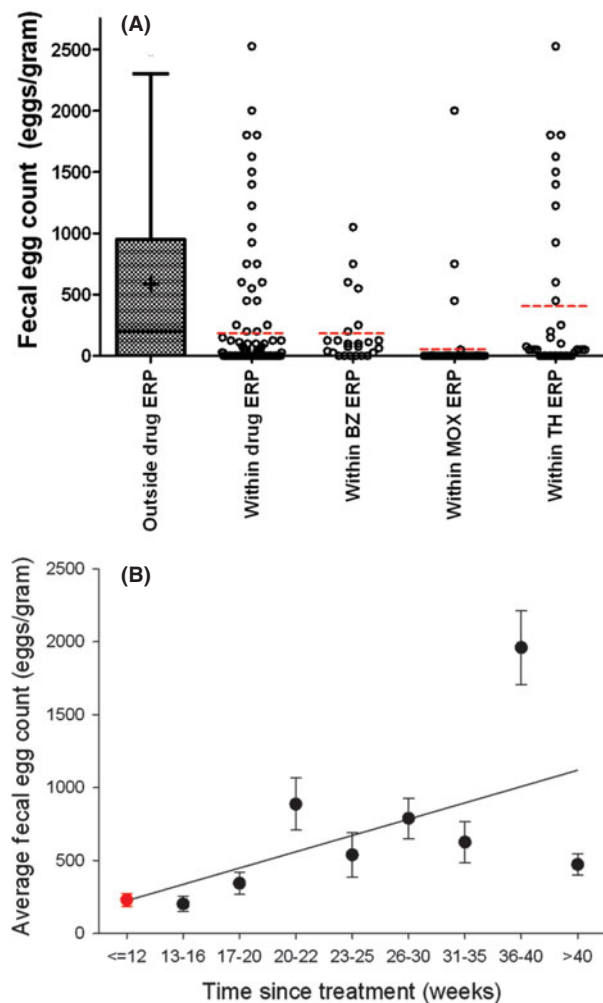 (A)
Fecal egg count (eggs/gram)
2500
2000
1500
1000
500
0
Outside drug ERP
Within drug ERP
Within BZ ERP
Within MOX ERP
Within TH ERP
(B)
Average fecal egg count (eggs/gram)
2500
2000
1500
1000
500
0
<=12 13-16 17-20 20-22 23-25 26-30 31-35 36-40 >40
Time since treatment (weeks)